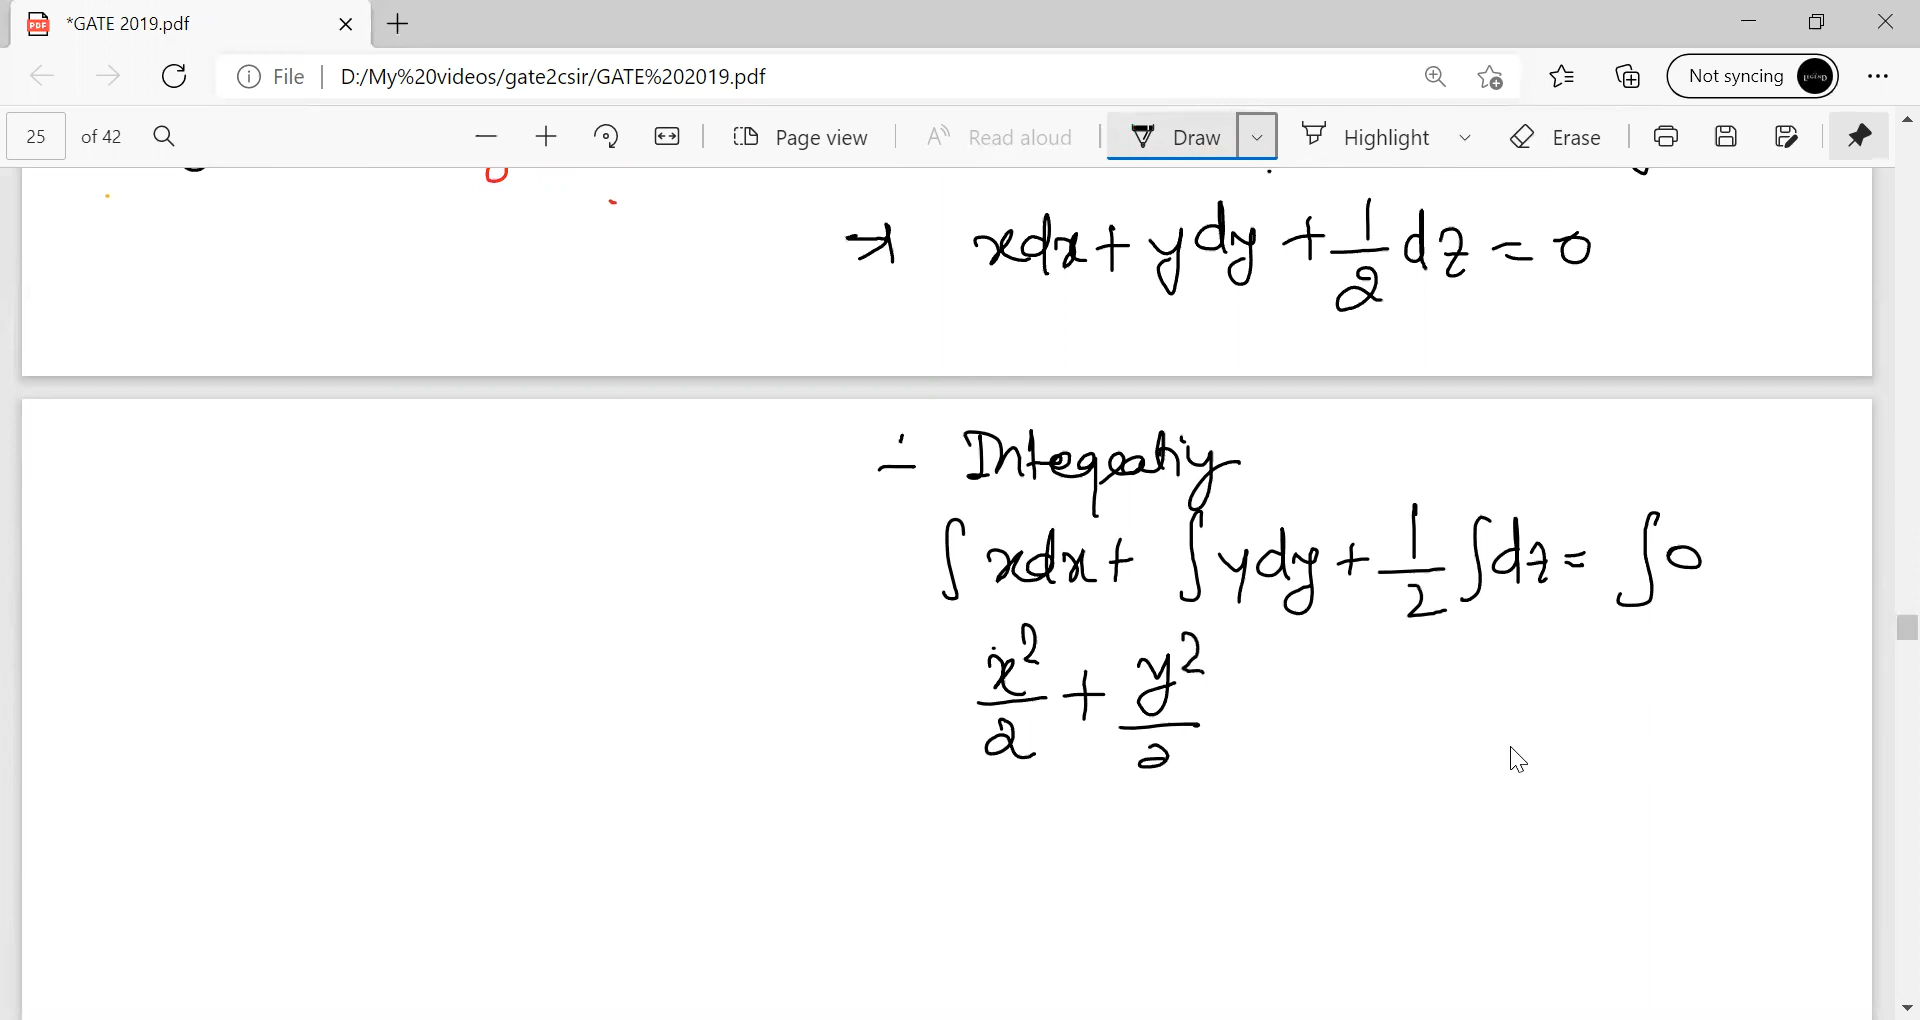 *GATE 2019.pdf
File | D:/My%20videos/gate2csir/GATE%202019.pdf
Not syncing
LEGEND
25 of 42
Page view
Read aloud
Draw
Highlight
Erase
→ xdx + ydy + 1/2 dz = 0
∴ Integrating
∫ xdx + ∫ ydy + 1/2 ∫ dz = ∫ 0
x²/2 + y²/2